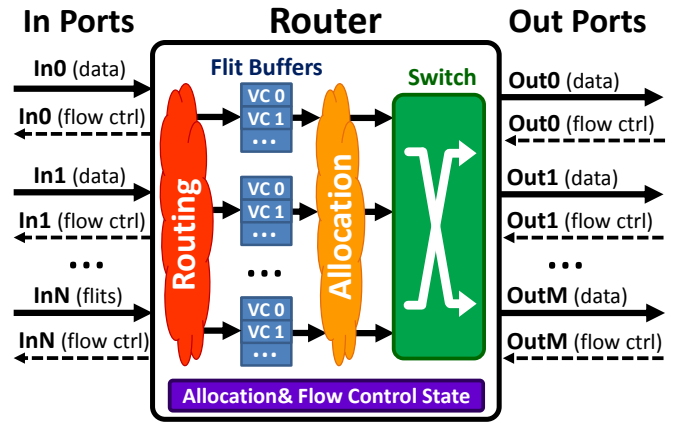 In Ports
Router
Out Ports
In0 (data)
In0 (flow ctrl)
In1 (data)
In1 (flow ctrl)
...
InN (flits)
InN (flow ctrl)
Routing
Flit Buffers
VC 0
VC 1
...
VC 0
VC 1
...
...
VC 0
VC 1
...
Allocation
Switch
Out0 (data)
Out0 (flow ctrl)
Out1 (data)
Out1 (flow ctrl)
...
OutM (data)
OutM (flow ctrl)
Allocation& Flow Control State